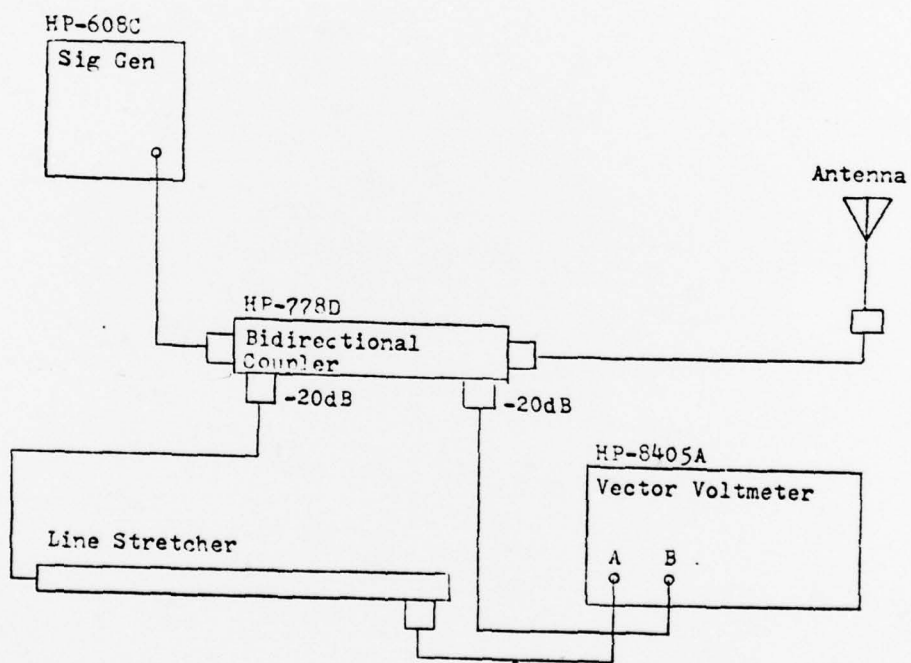 HP-608C
Sig Gen
Antenna
HP-778D
Bidirectional
Coupler
-20dB
-20dB
HP-8405A
Vector Voltmeter
A B
Line Stretcher